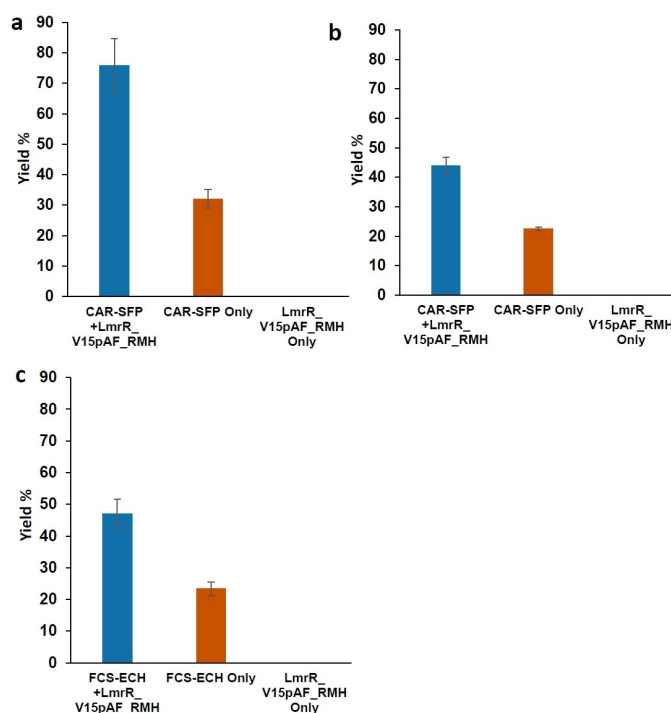 a
90
80
70
60
50
40
30
20
10
0
Yield %
CAR-SFP
+LmrR_
V15pAF_RMH
CAR-SFP Only
LmrR_
V15pAF_RMH
Only
b
90
80
70
60
50
40
30
20
10
0
Yield %
CAR-SFP
+LmrR_
V15pAF_RMH
CAR-SFP Only
LmrR_
V15pAF_RMH
Only
c
90
80
70
60
50
40
30
20
10
0
Yield %
FCS-ECH
+LmrR_
V15pAF_RMH
FCS-ECH Only
LmrR_
V15pAF_RMH
Only